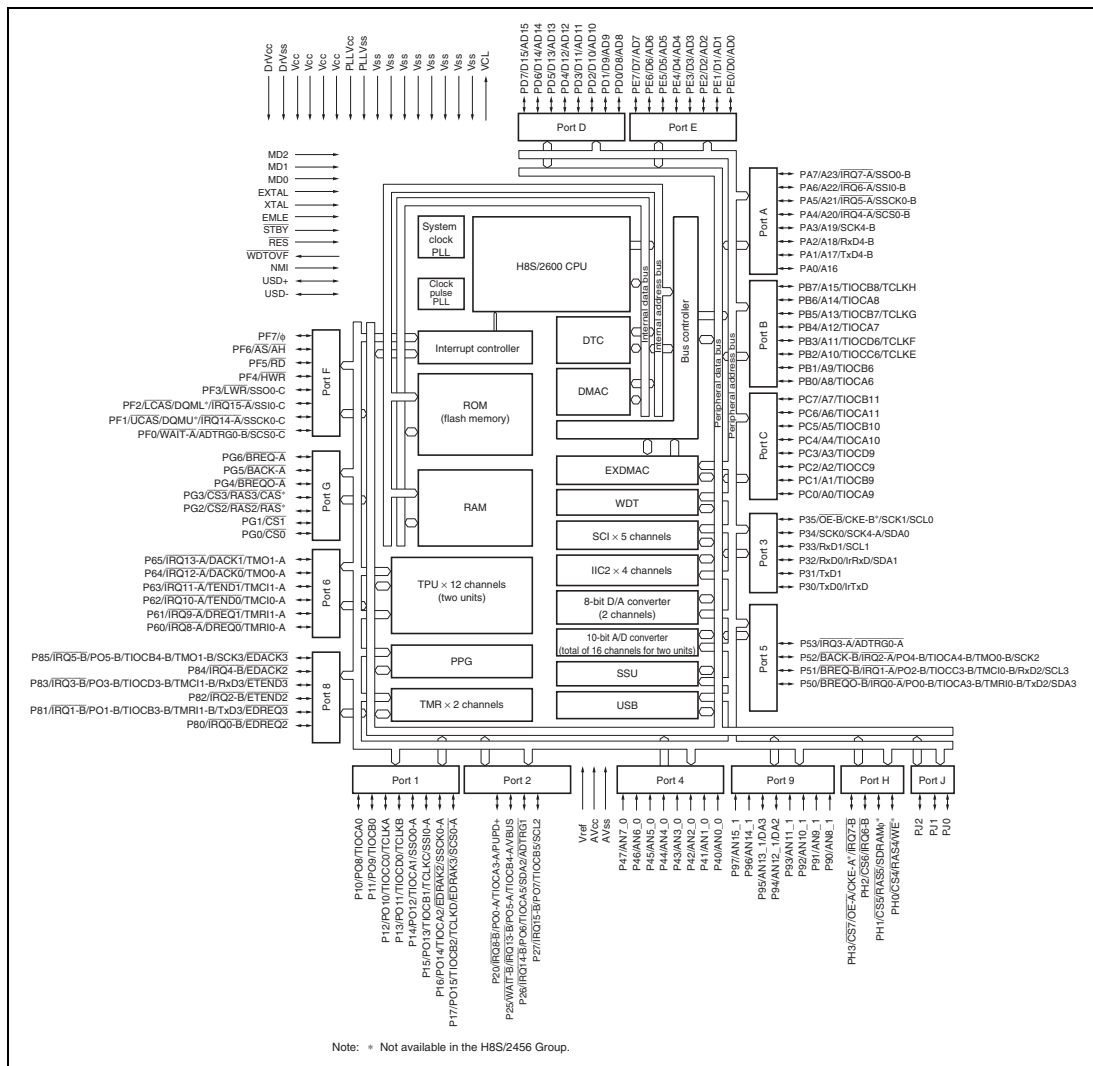 DrVcc
DrVss
Vcc
Vcc
Vcc
Vcc
PLLVcc
PLLVss
Vss
Vss
Vss
Vss
Vss
Vss
Vss
Vss
VCL
PD7/D15/AD15
PD6/D14/AD14
PD5/D13/AD13
PD4/D12/AD12
PD3/D11/AD11
PD2/D10/AD10
PD1/D9/AD9
PD0/D8/AD8
PE7/D7/AD7
PE6/D6/AD6
PE5/D5/AD5
PE4/D4/AD4
PE3/D3/AD3
PE2/D2/AD2
PE1/D1/AD1
PE0/D0/AD0
Port D
Port E
MD2
MD1
MD0
EXTAL
XTAL
EMLE
STBY
RES
WDTOVF
NMI
USD+
USD-
System
clock
PLL
Clock
pulse
PLL
H8S/2600 CPU
Internal data bus
Internal address bus
Bus controller
Peripheral data bus
Peripheral address bus
Interrupt controller
DTC
DMAC
ROM
(flash memory)
RAM
EXDMAC
WDT
SCI × 5 channels
IIC2 × 4 channels
TPU × 12 channels
(two units)
8-bit D/A converter
(2 channels)
10-bit A/D converter
(total of 16 channels for two units)
PPG
SSU
TMR × 2 channels
USB
Port A
PA7/A23/IRQ7-A/SSO0-B
PA6/A22/IRQ6-A/SSI0-B
PA5/A21/IRQ5-A/SSCK0-B
PA4/A20/IRQ4-A/SCS0-B
PA3/A19/SCK4-B
PA2/A18/RxD4-B
PA1/A17/TxD4-B
PA0/A16
Port B
PB7/A15/TIOCB8/TCLKH
PB6/A14/TIOCA8
PB5/A13/TIOCB7/TCLKG
PB4/A12/TIOCA7
PB3/A11/TIOCD6/TCLKF
PB2/A10/TIOCC6/TCLKE
PB1/A9/TIOCB6
PB0/A8/TIOCA6
Port C
PC7/A7/TIOCB11
PC6/A6/TIOCA11
PC5/A5/TIOCB10
PC4/A4/TIOCA10
PC3/A3/TIOCD9
PC2/A2/TIOCC9
PC1/A1/TIOCB9
PC0/A0/TIOCA9
Port 3
P35/OE-B/CKE-B*/SCK1/SCL0
P34/SCK0/SCK4-A/SDA0
P33/RxD1/SCL1
P32/RxD0/IrRxD/SDA1
P31/TxD1
P30/TxD0/IrTxD
Port 5
P53/IRQ3-A/ADTRG0-A
P52/BACK-B/IRQ2-A/PO4-B/TIOCA4-B/TMO0-B/SCK2
P51/BREQ-B/IRQ1-A/PO2-B/TIOCC3-B/TMCI0-B/RxD2/SCL3
P50/BREQO-B/IRQ0-A/PO0-B/TIOCA3-B/TMRI0-B/TxD2/SDA3
PF7/ϕ
PF6/AS/AH
PF5/RD
PF4/HWR
PF3/LWR/SSO0-C
PF2/LCAS/DQML*/IRQ15-A/SSI0-C
PF1/UCAS/DQMU*/IRQ14-A/SSCK0-C
PF0/WAIT-A/ADTRG0-B/SCS0-C
Port F
PG6/BREQ-A
PG5/BACK-A
PG4/BREQO-A
PG3/CS3/RAS3/CAS*
PG2/CS2/RAS2/RAS*
PG1/CS1
PG0/CS0
Port G
P65/IRQ13-A/DACK1/TMO1-A
P64/IRQ12-A/DACK0/TMO0-A
P63/IRQ11-A/TEND1/TMCI1-A
P62/IRQ10-A/TEND0/TMCI0-A
P61/IRQ9-A/DREQ1/TMRI1-A
P60/IRQ8-A/DREQ0/TMRI0-A
Port 6
P85/IRQ5-B/PO5-B/TIOCB4-B/TMO1-B/SCK3/EDACK3
P84/IRQ4-B/EDACK2
P83/IRQ3-B/PO3-B/TIOCD3-B/TMCI1-B/RxD3/ETEND3
P82/IRQ2-B/ETEND2
P81/IRQ1-B/PO1-B/TIOCB3-B/TMRI1-B/TxD3/EDREQ3
P80/IRQ0-B/EDREQ2
Port 8
Port 1
Port 2
Port 4
Port 9
Port H
Port J
P10/PO8/TIOCA0
P11/PO9/TIOCB0
P12/PO10/TIOCC0/TCLKA
P13/PO11/TIOCD0/TCLKB
P14/PO12/TIOCA1/SSO0-A
P15/PO13/TIOCB1/TCLKC/SSI0-A
P16/PO14/TIOCA2/EDRAK2/SSCK0-A
P17/PO15/TIOCB2/TCLKD/EDRAK3/SCS0-A
P20/IRQ8-B/PO0-A/TIOCA3-A/PUPD+
P25/WAIT-B/IRQ13-B/PO5-A/TIOCB4-A/VBUS
P26/IRQ14-B/PO6/TIOCA5/SDA2/ADTRG1
P27/IRQ15-B/PO7/TIOCB5/SCL2
Vref
AVcc
AVss
P47/AN7_0
P46/AN6_0
P45/AN5_0
P44/AN4_0
P43/AN3_0
P42/AN2_0
P41/AN1_0
P40/AN0_0
P97/AN15_1
P96/AN14_1
P95/AN13_1/DA3
P94/AN12_1/DA2
P93/AN11_1
P92/AN10_1
P91/AN9_1
P90/AN8_1
PH3/CS7/OE-A/CKE-A*/IRQ7-B
PH2/CS6/IRQ6-B
PH1/CS5/RAS5/SDRAMϕ*
PH0/CS4/RAS4/WE*
PJ2
PJ1
PJ0
Note: * Not available in the H8S/2456 Group.